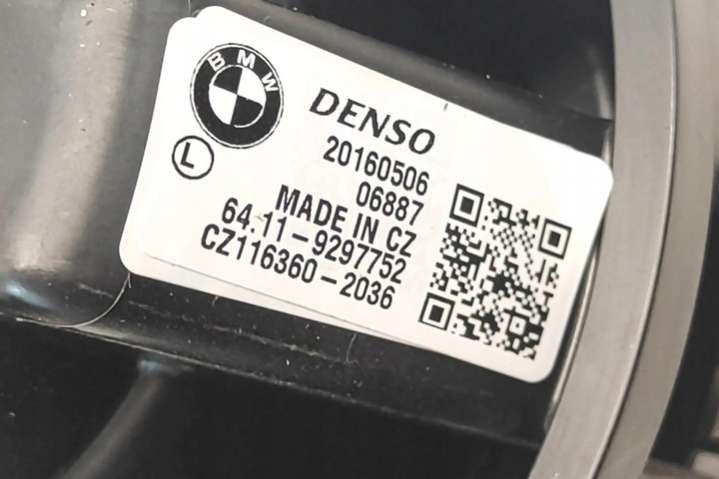 BMW
DENSO
L
20160506
06887
MADE IN CZ
64.11-9297752
CZ116360-2036